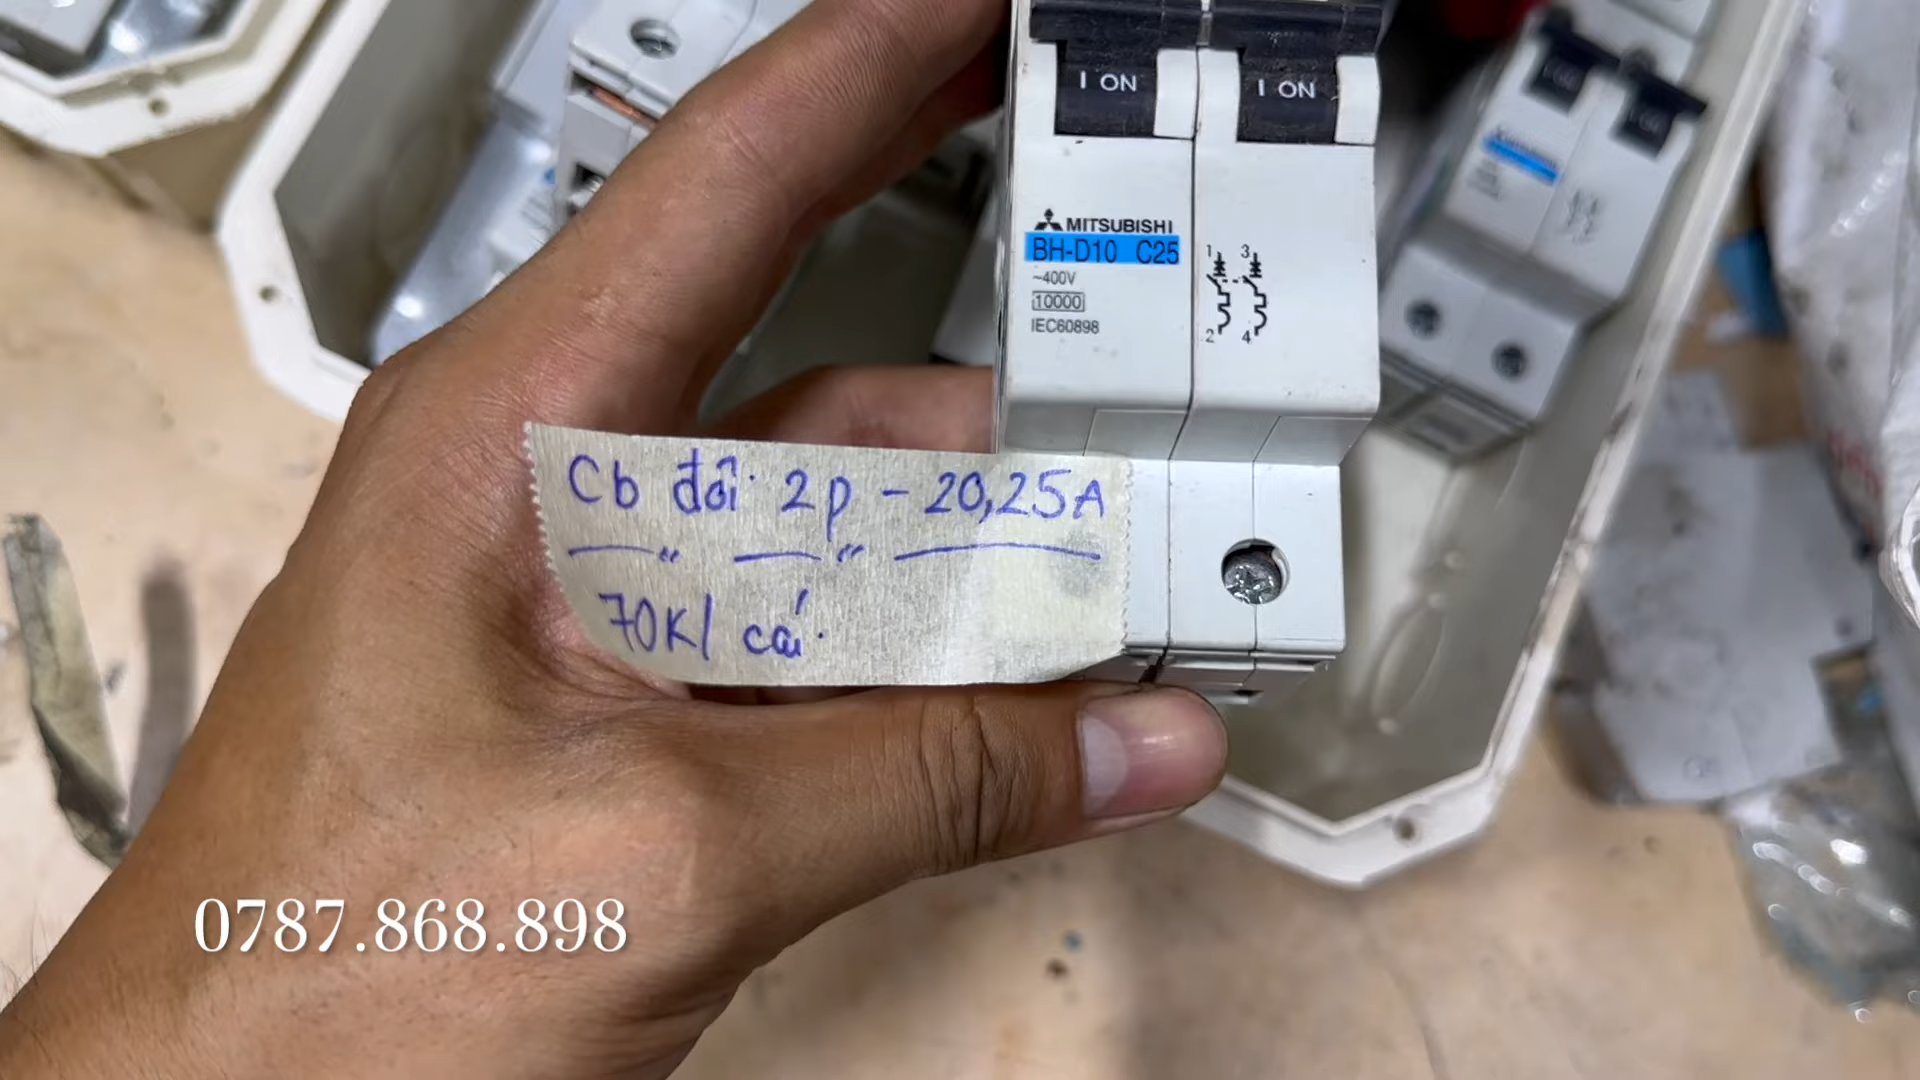 I ON
I ON
MITSUBISHI
BH-D10 C25
~400V
10000
IEC60898
1 3
2 4
Cb đôi 2p - 20,25A
70K/ cái.
0787.868.898